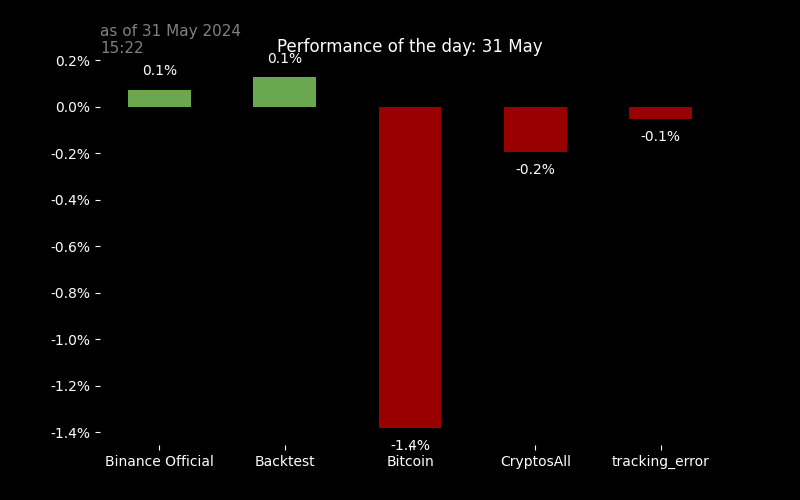 as of 31 May 2024
15:22
Performance of the day: 31 May
0.2%
0.0%
-0.2%
-0.4%
-0.6%
-0.8%
-1.0%
-1.2%
-1.4%
0.1%
0.1%
-1.4%
-0.2%
-0.1%
Binance Official
Backtest
Bitcoin
CryptosAll
tracking_error